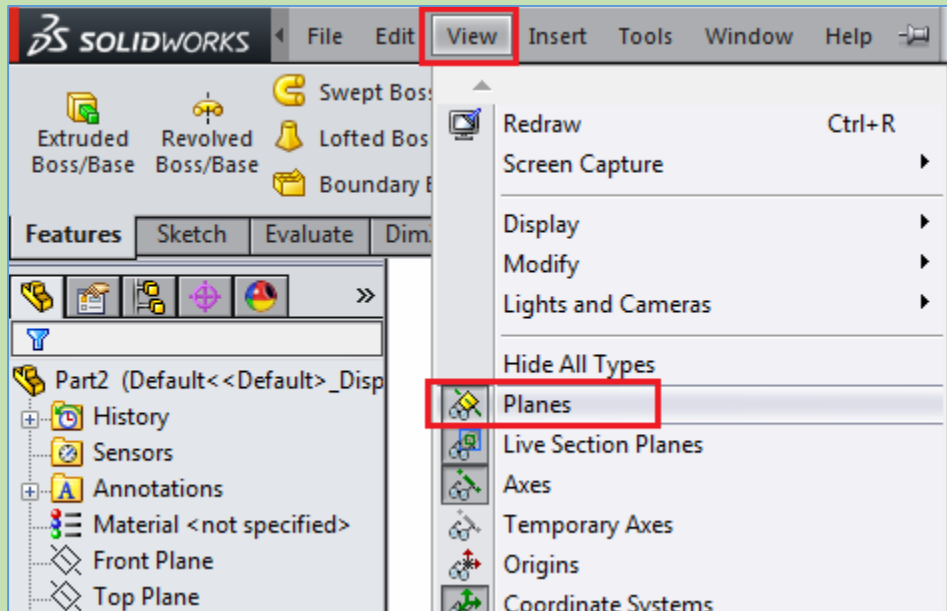 SOLIDWORKS File Edit View Insert Tools Window Help
Extruded Boss/Base
Revolved Boss/Base
Swept Boss
Lofted Bos
Boundary
Features Sketch Evaluate Dim
Part2 (Default<<Default>_Disp
History
Sensors
Annotations
Material <not specified>
Front Plane
Top Plane
Redraw Ctrl+R
Screen Capture
Display
Modify
Lights and Cameras
Hide All Types
Planes
Live Section Planes
Axes
Temporary Axes
Origins
Coordinate Systems